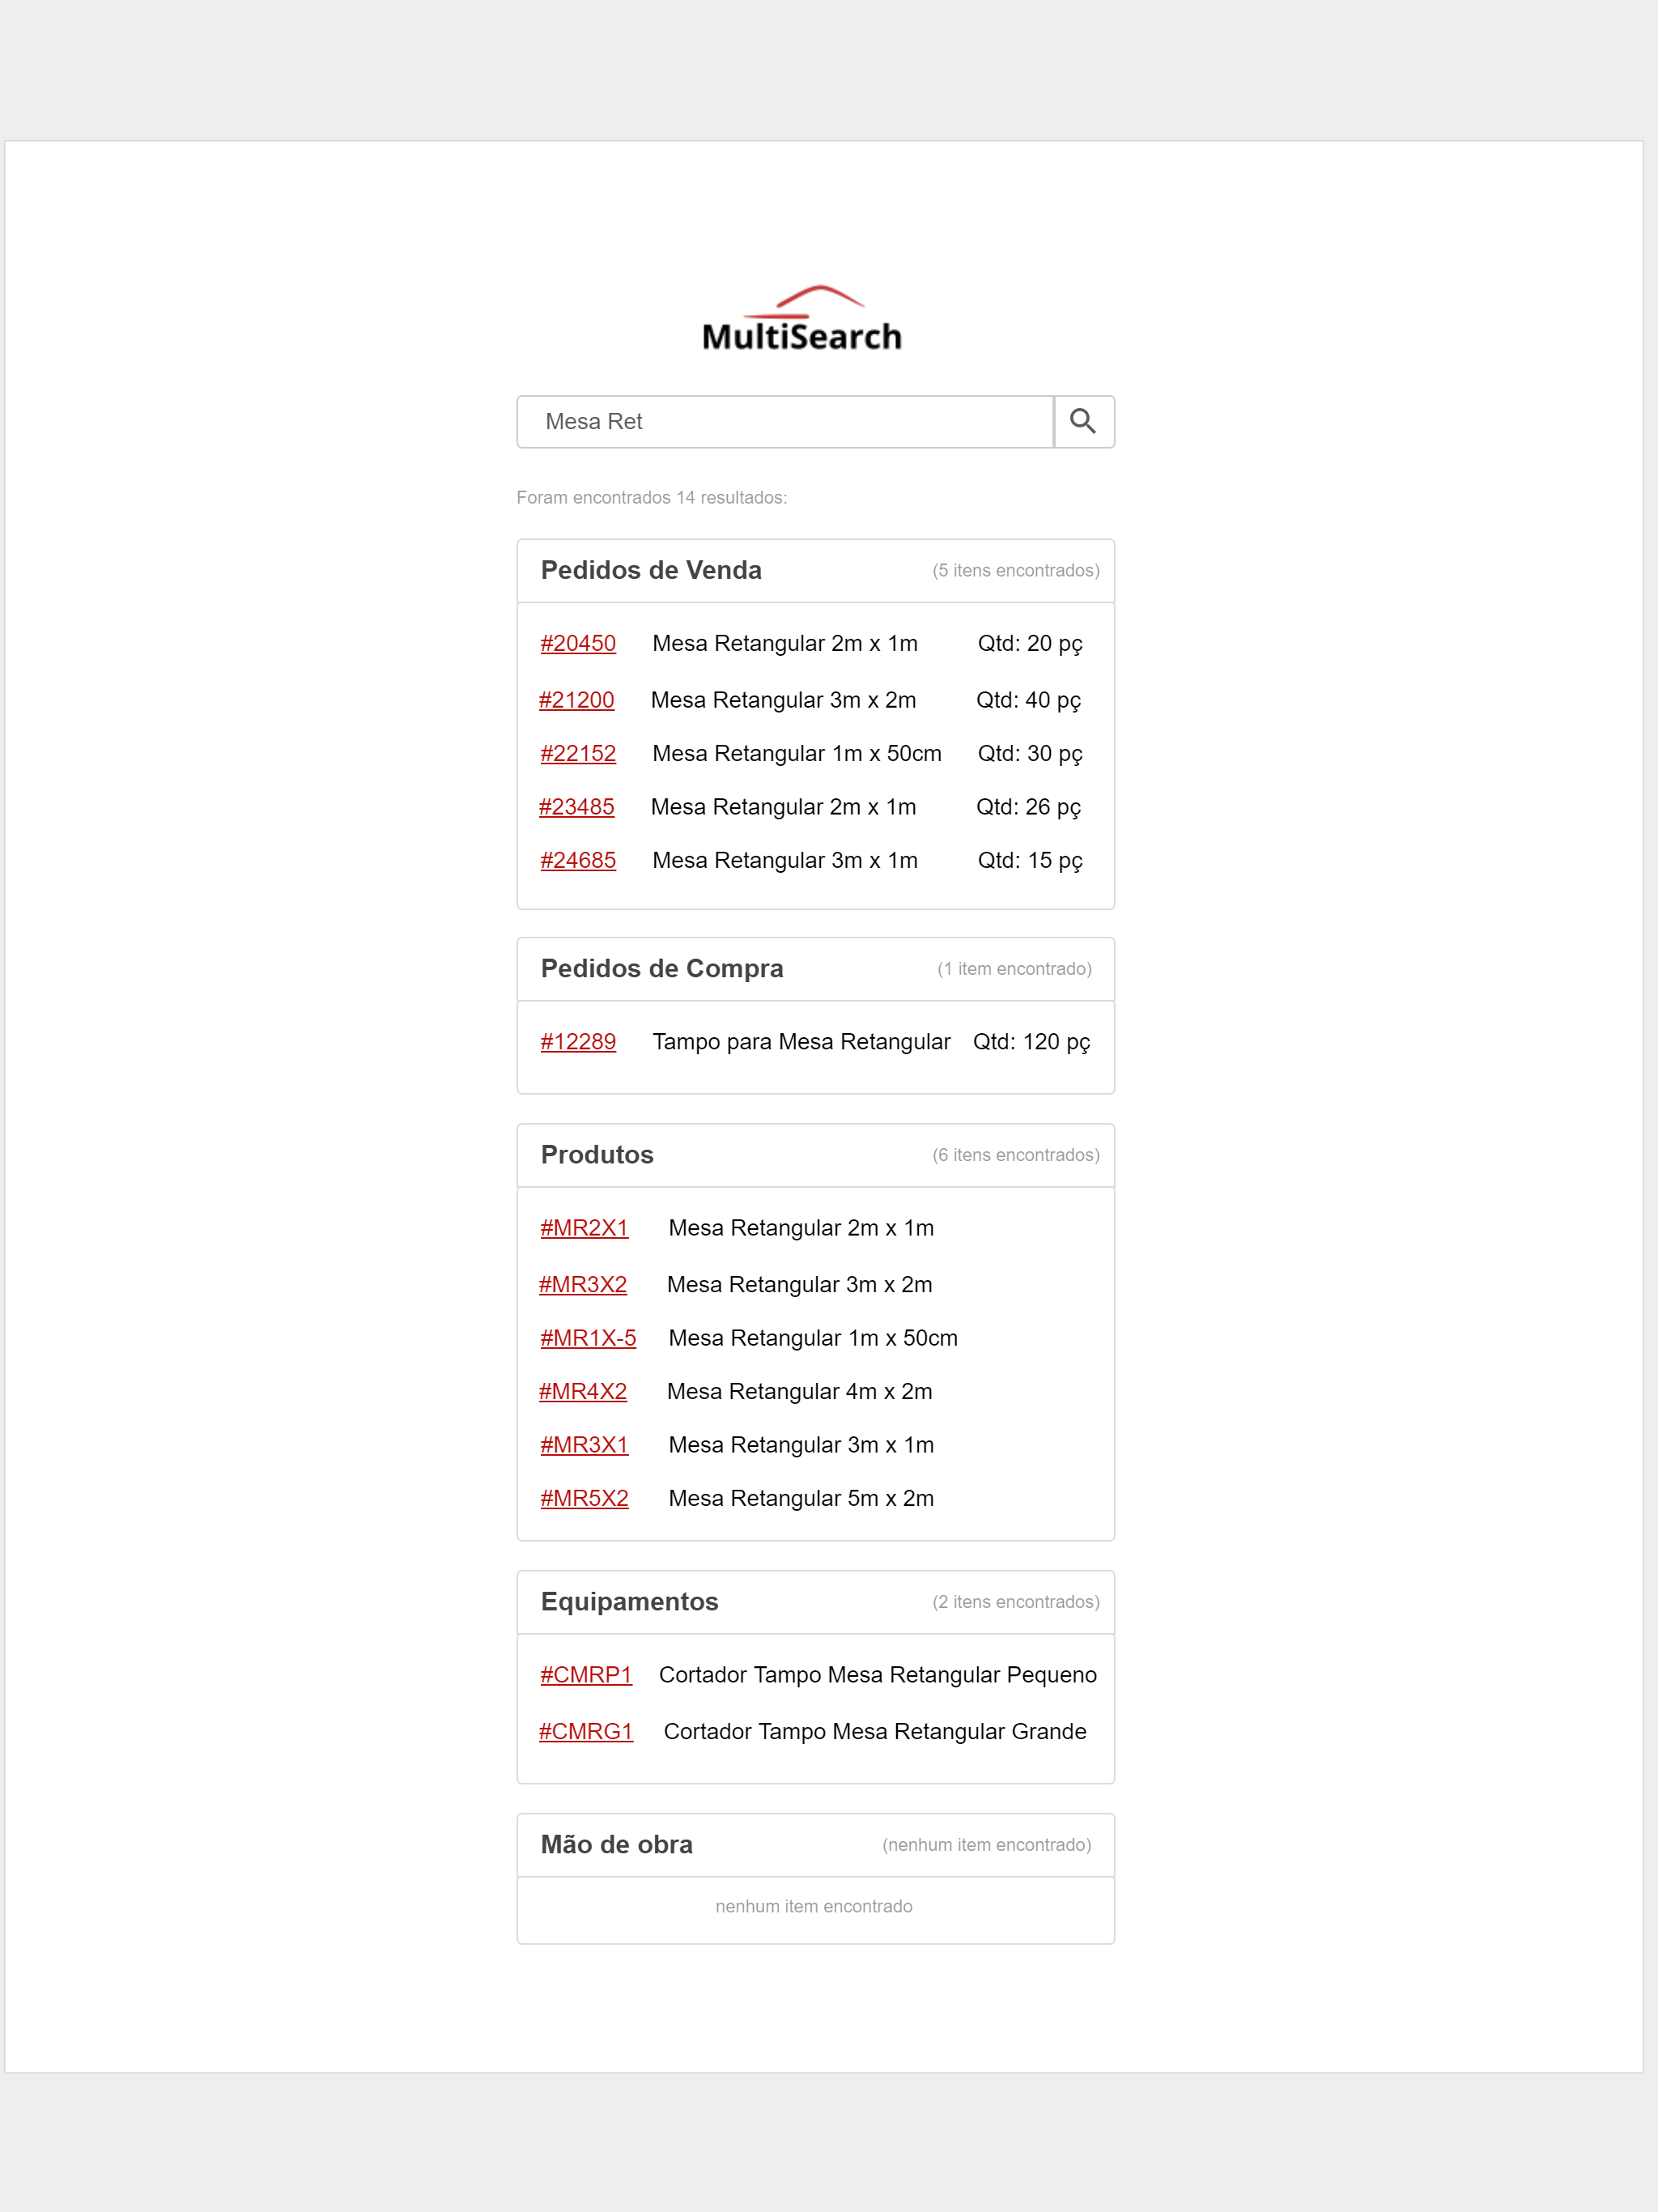 MultiSearch
Mesa Ret
Foram encontrados 14 resultados:
Pedidos de Venda (5 itens encontrados)
#20450 Mesa Retangular 2m x 1m Qtd: 20 pç
#21200 Mesa Retangular 3m x 2m Qtd: 40 pç
#22152 Mesa Retangular 1m x 50cm Qtd: 30 pç
#23485 Mesa Retangular 2m x 1m Qtd: 26 pç
#24685 Mesa Retangular 3m x 1m Qtd: 15 pç
Pedidos de Compra (1 item encontrado)
#12289 Tampo para Mesa Retangular Qtd: 120 pç
Produtos (6 itens encontrados)
#MR2X1 Mesa Retangular 2m x 1m
#MR3X2 Mesa Retangular 3m x 2m
#MR1X-5 Mesa Retangular 1m x 50cm
#MR4X2 Mesa Retangular 4m x 2m
#MR3X1 Mesa Retangular 3m x 1m
#MR5X2 Mesa Retangular 5m x 2m
Equipamentos (2 itens encontrados)
#CMRP1 Cortador Tampo Mesa Retangular Pequeno
#CMRG1 Cortador Tampo Mesa Retangular Grande
Mão de obra (nenhum item encontrado)
nenhum item encontrado